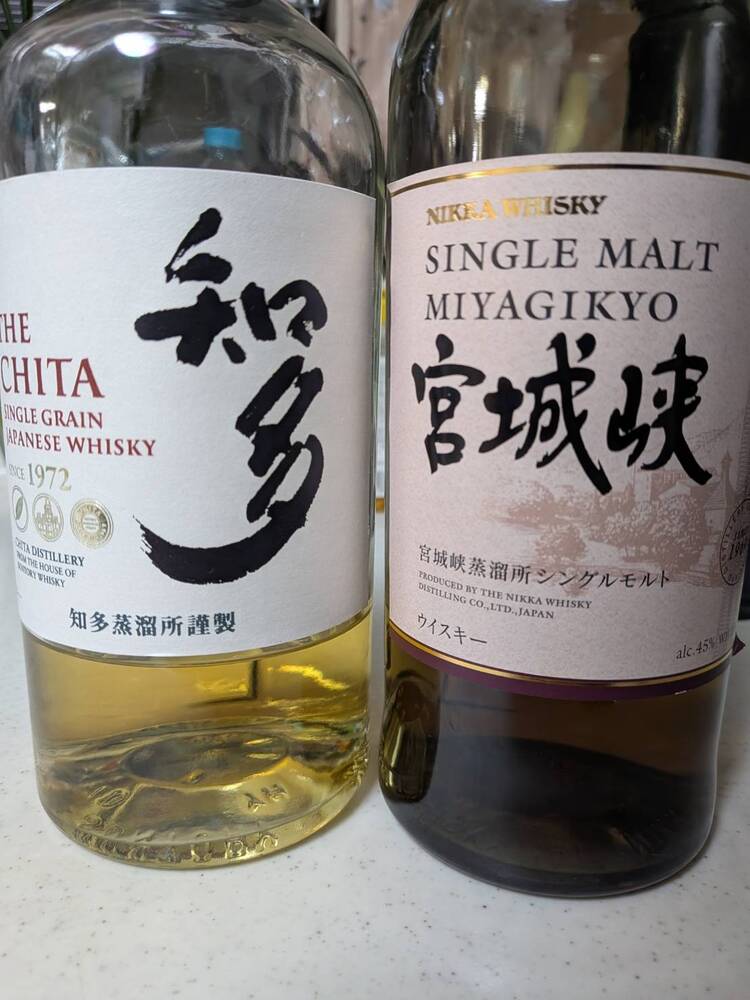 知多
THE
CHITA
SINGLE GRAIN
JAPANESE WHISKY
SINCE 1972
CHITA DISTILLERY
FROM THE HOUSE OF
SUNTORY WHISKY
知多蒸溜所謹製
NIKKA WHISKY
SINGLE MALT
MIYAGIKYO
宮城峡
宮城峡蒸溜所シングルモルト
PRODUCED BY THE NIKKA WHISKY
DISTILLING CO.,LTD.,JAPAN
ウイスキー
alc.45%